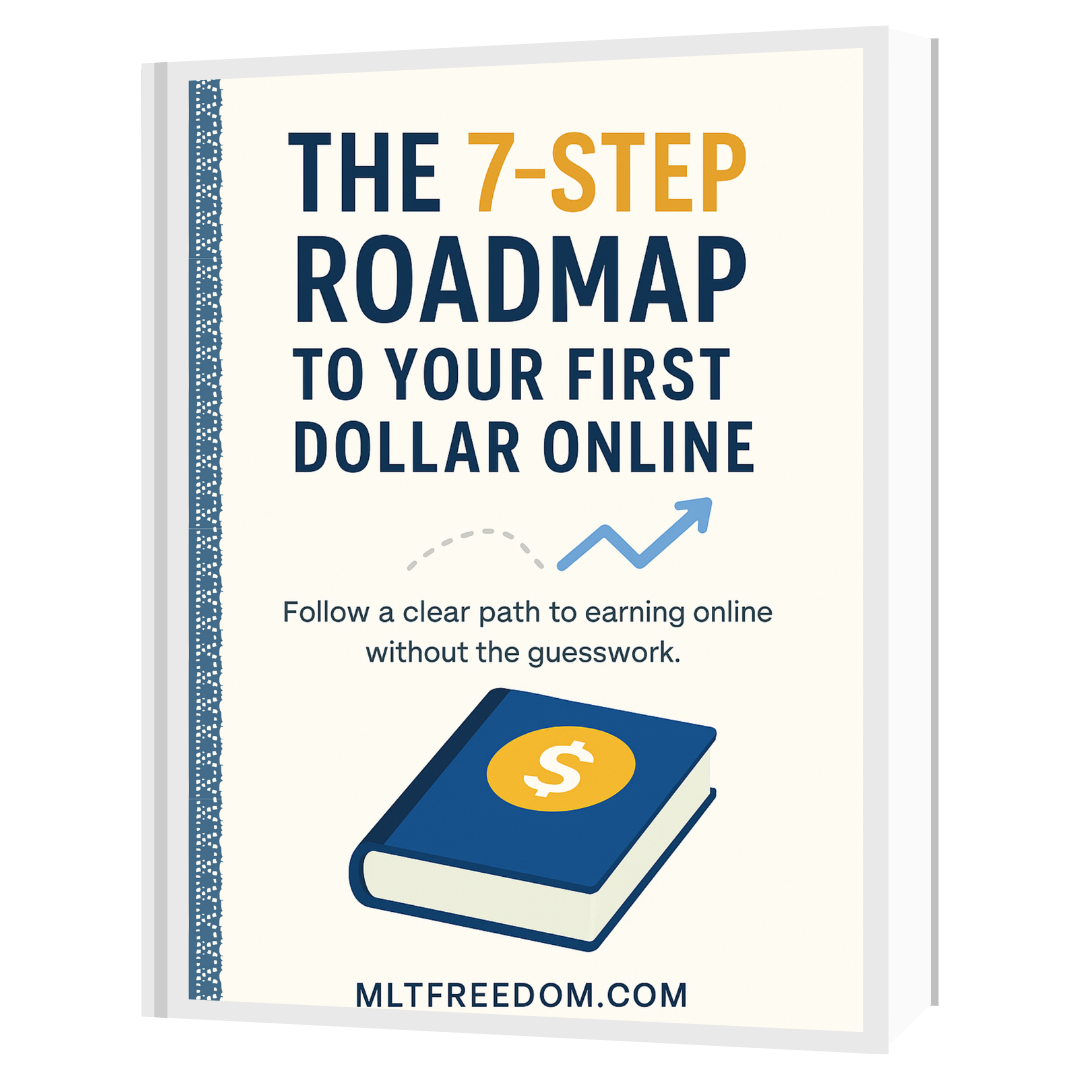 THE 7-STEP
ROADMAP
TO YOUR FIRST
DOLLAR ONLINE
Follow a clear path to earning online
without the guesswork.
$
MLTFREEDOM.COM